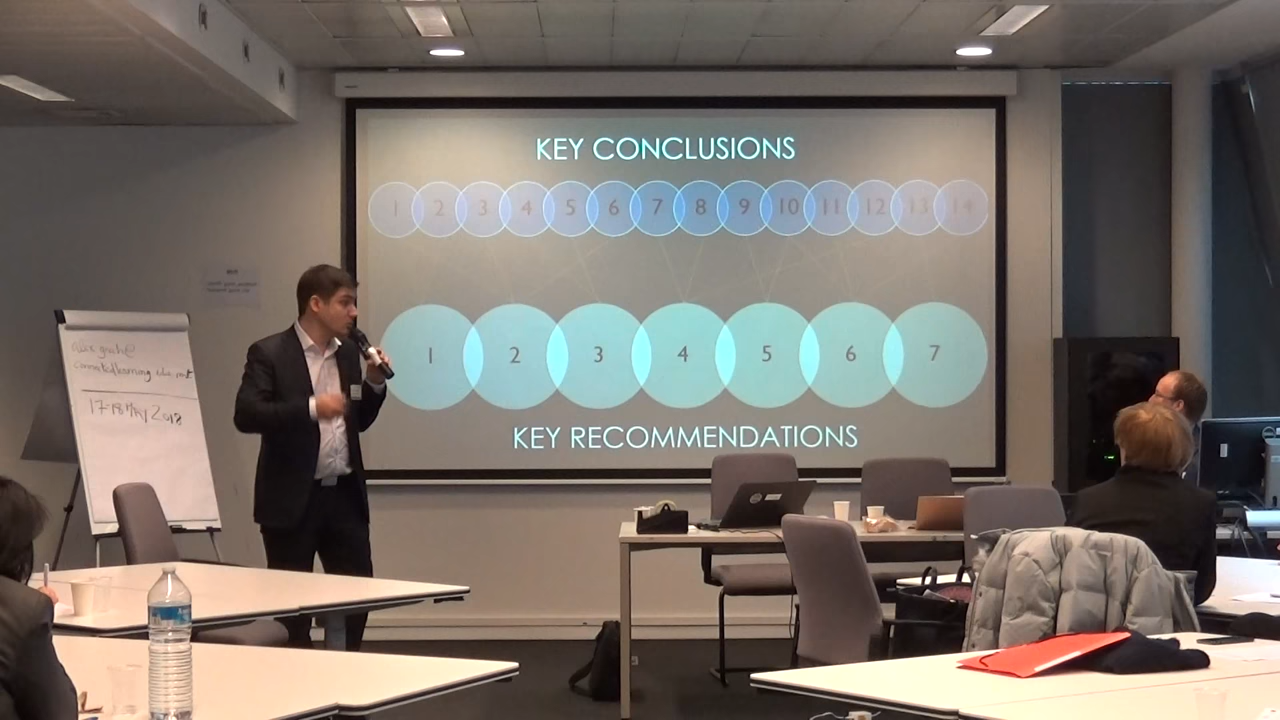 KEY CONCLUSIONS
1 2 3 4 5 6 7 8 9 10 11 12 13 14
1 2 3 4 5 6 7
KEY RECOMMENDATIONS
17-18 May 2018